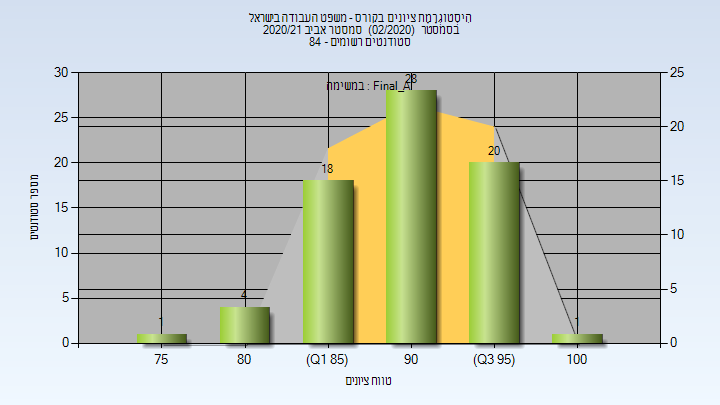 היסטוגרמת ציונים בקורס - משפט העבודה בישראל
בסמסטר (02/2020) סמסטר אביב 2020/21
סטודנטים רשומים - 84
במשימה : Final_A
מספר סטודנטים
30
25
20
15
10
5
0
25
20
15
10
5
0
1
4
18
28
20
1
75
80
(Q1 85)
90
(Q3 95)
100
טווח ציונים